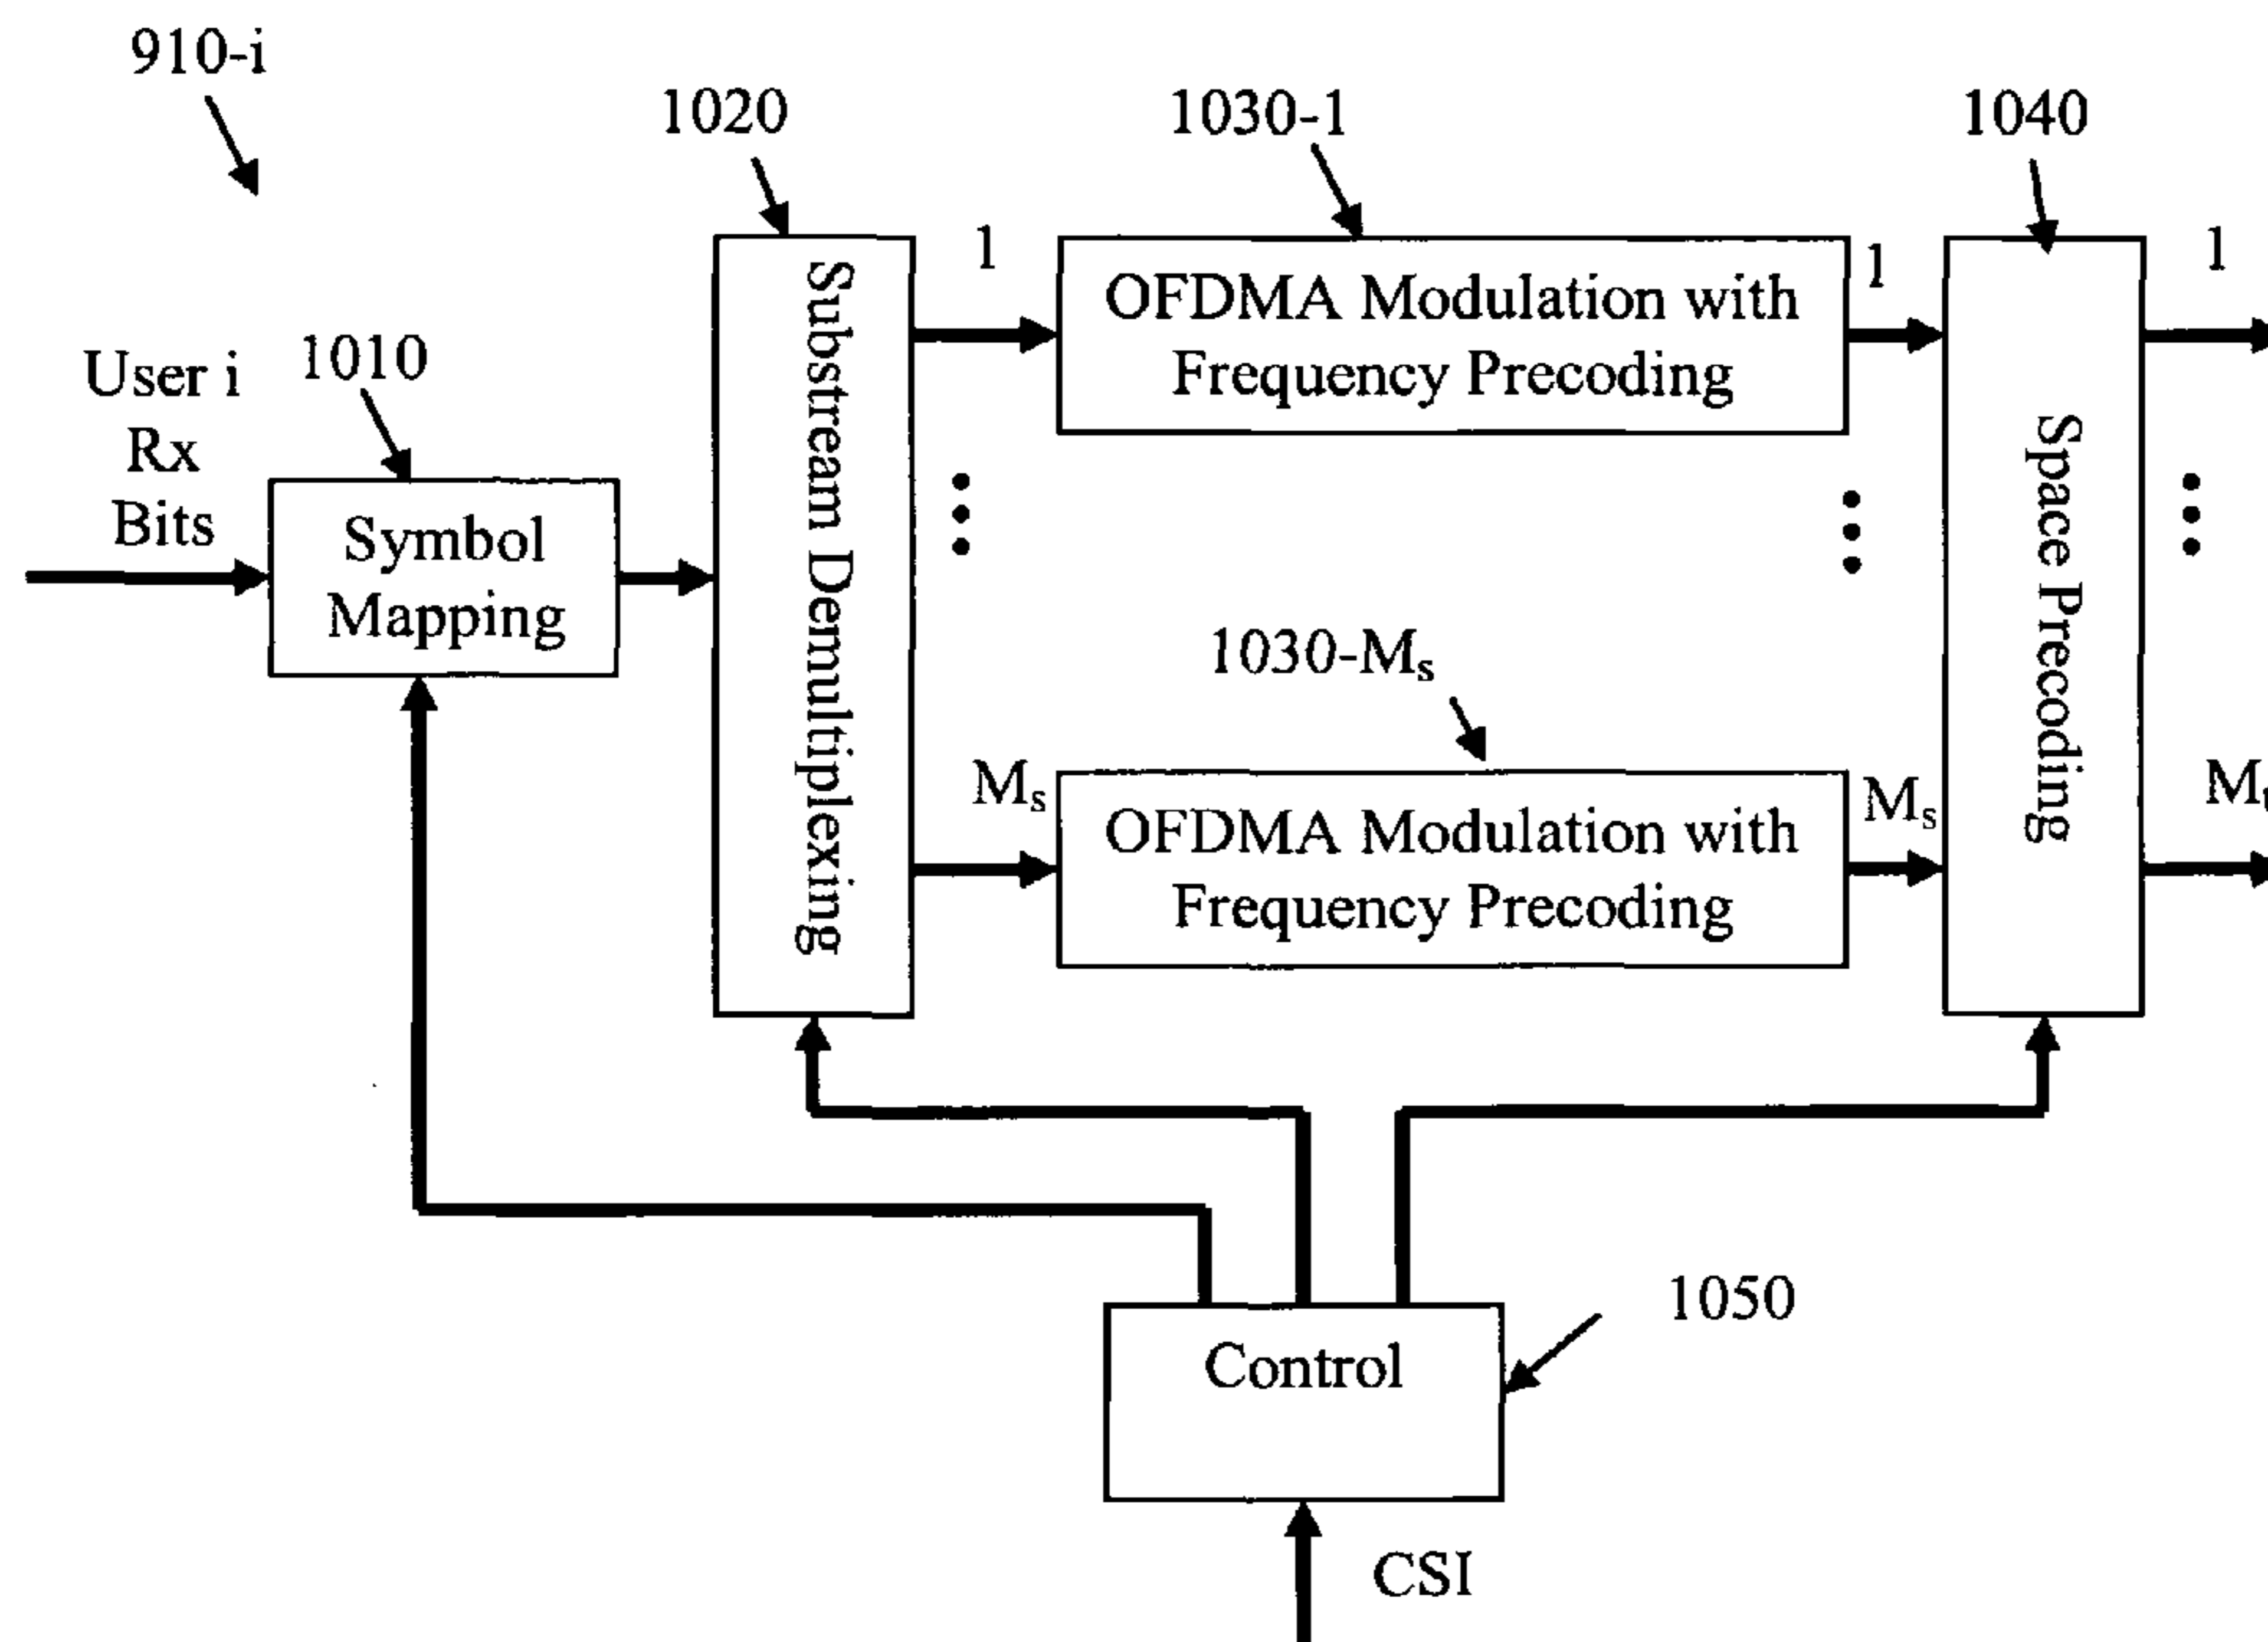 910-i
1020
1030-1
1040
User i
Rx
Bits
1010
Symbol
Mapping
Substream Demultiplexing
1
OFDMA Modulation with
Frequency Precoding
1
Space Precoding
1
1030-Ms
Ms
OFDMA Modulation with
Frequency Precoding
Ms
Control
1050
CSI